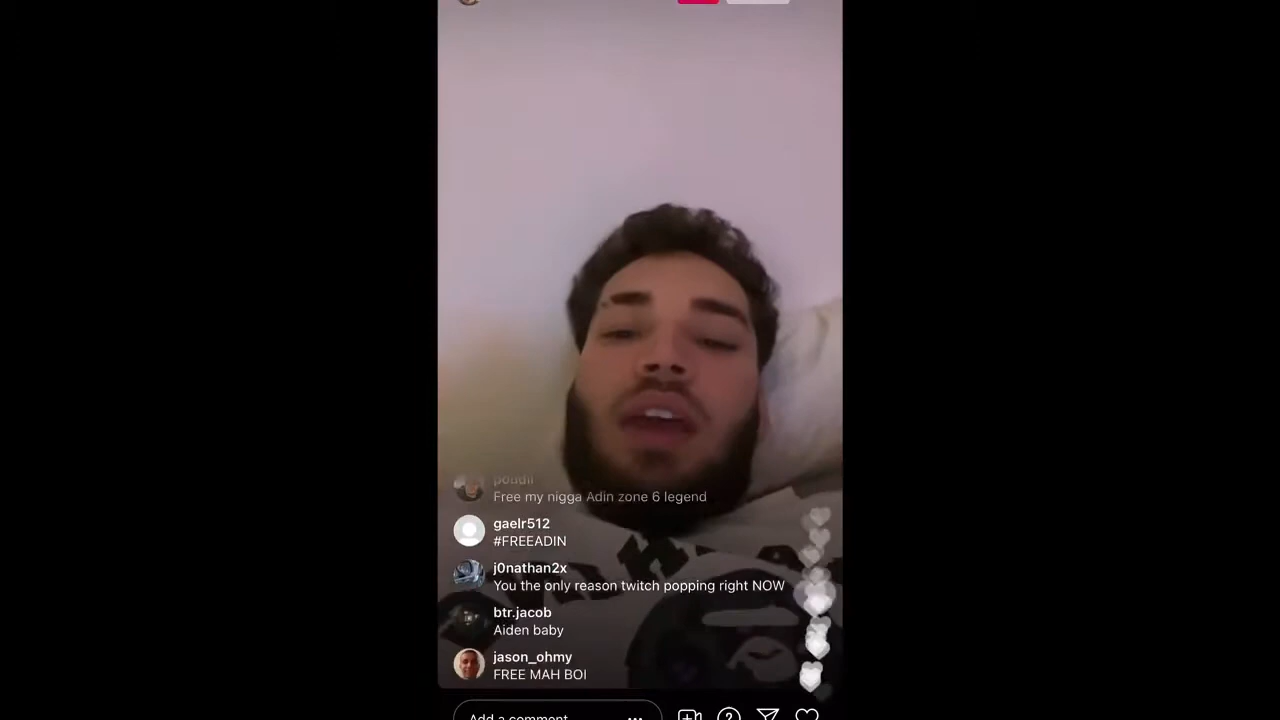 poudii
Free my nigga Adin zone 6 legend
gaelr512
#FREEADIN
j0nathan2x
You the only reason twitch popping right NOW
btr.jacob
Aiden baby
jason_ohmy
FREE MAH BOI
Add a comment